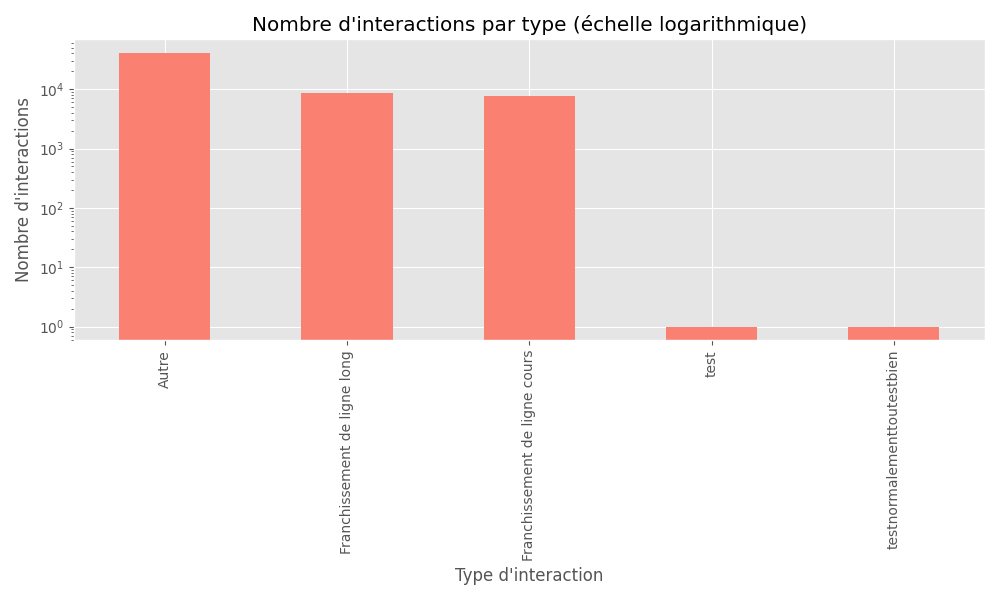 Nombre d'interactions par type (échelle logarithmique)
Nombre d'interactions
10⁴
10³
10²
10¹
10⁰
Autre
Franchissement de ligne long
Franchissement de ligne cours
test
testnormalementtoutestbien
Type d'interaction